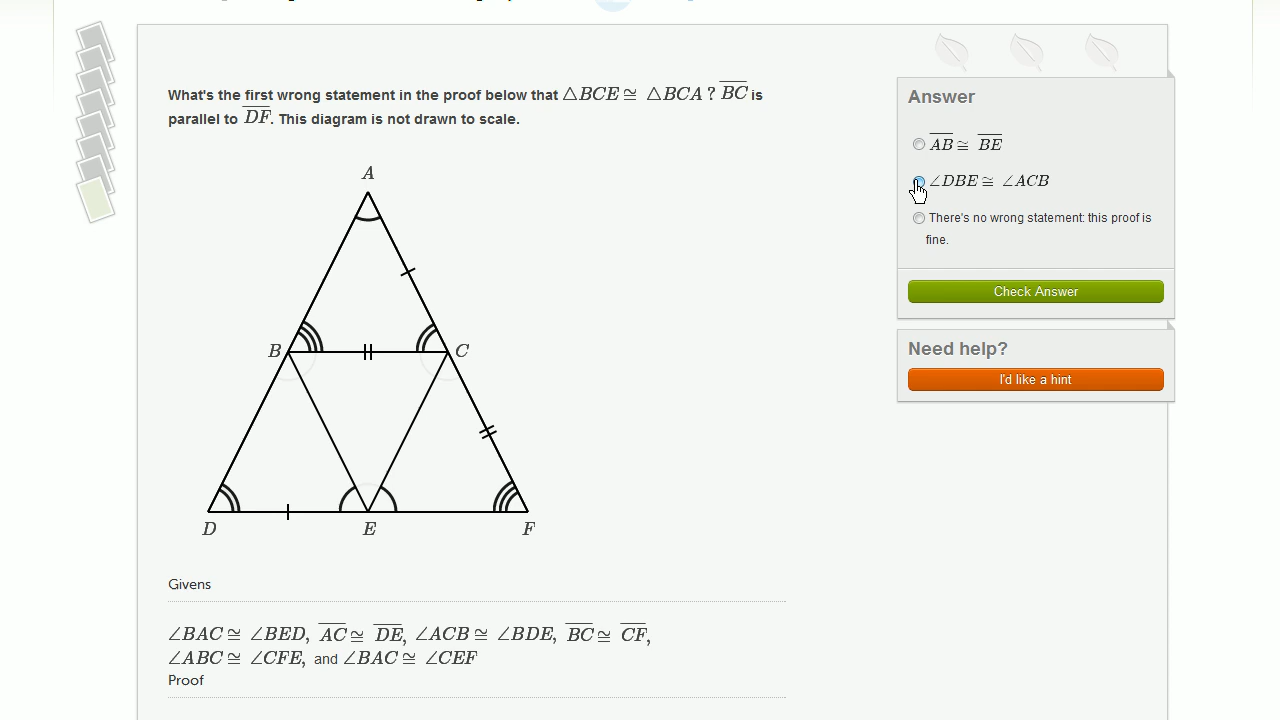 What's the first wrong statement in the proof below that △BCE ≅ △BCA ? BC is
parallel to DF. This diagram is not drawn to scale.
A
B
C
D
E
F
Givens
∠BAC ≅ ∠BED, AC ≅ DE, ∠ACB ≅ ∠BDE, BC ≅ CF,
∠ABC ≅ ∠CFE, and ∠BAC ≅ ∠CEF
Proof
Answer
AB ≅ BE
∠DBE ≅ ∠ACB
There's no wrong statement: this proof is
fine.
Check Answer
Need help?
I'd like a hint